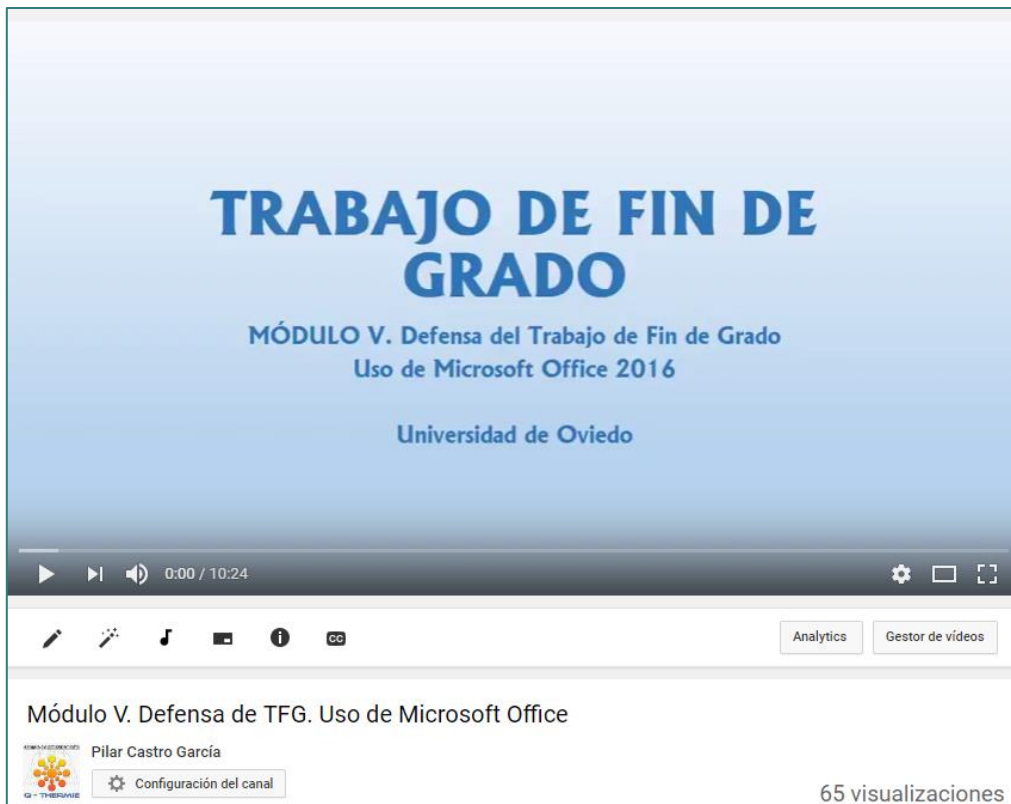 TRABAJO DE FIN DE
GRADO
MÓDULO V. Defensa del Trabajo de Fin de Grado
Uso de Microsoft Office 2016
Universidad de Oviedo
0:00 / 10:24
CC
Analytics
Gestor de vídeos
Módulo V. Defensa de TFG. Uso de Microsoft Office
Pilar Castro García
Q - THERMIE
Configuración del canal
65 visualizaciones